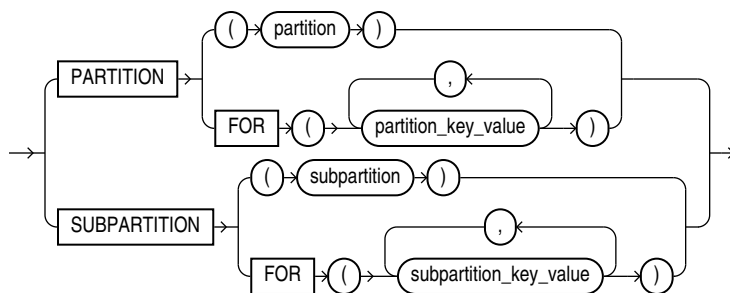 ( partition )
PARTITION
,
FOR ( partition_key_value )
( subpartition )
SUBPARTITION
,
FOR ( subpartition_key_value )